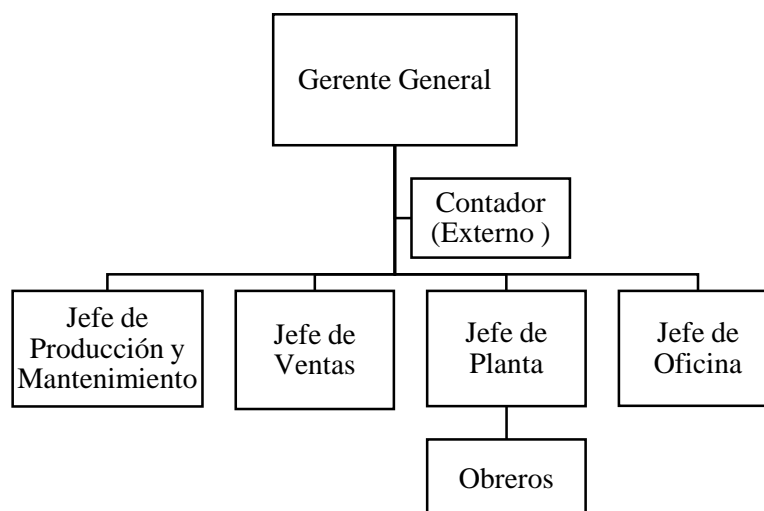 Gerente General
Contador
(Externo )
Jefe de
Producción y
Mantenimiento
Jefe de
Ventas
Jefe de
Planta
Jefe de
Oficina
Obreros